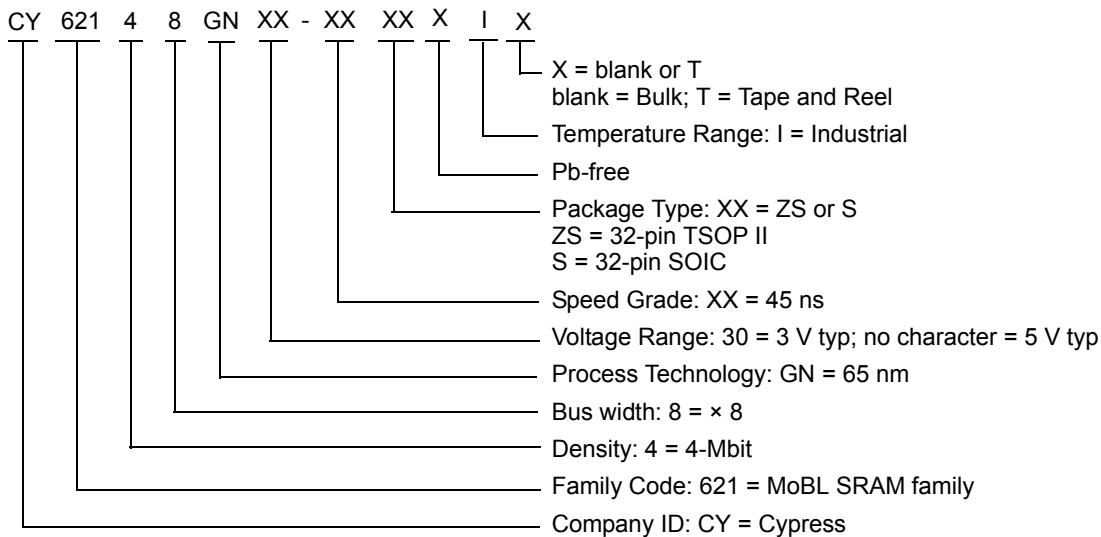 CY 621 4 8 GN XX - XX XX X I X
X = blank or T
blank = Bulk; T = Tape and Reel
Temperature Range: I = Industrial
Pb-free
Package Type: XX = ZS or S
ZS = 32-pin TSOP II
S = 32-pin SOIC
Speed Grade: XX = 45 ns
Voltage Range: 30 = 3 V typ; no character = 5 V typ
Process Technology: GN = 65 nm
Bus width: 8 = × 8
Density: 4 = 4-Mbit
Family Code: 621 = MoBL SRAM family
Company ID: CY = Cypress